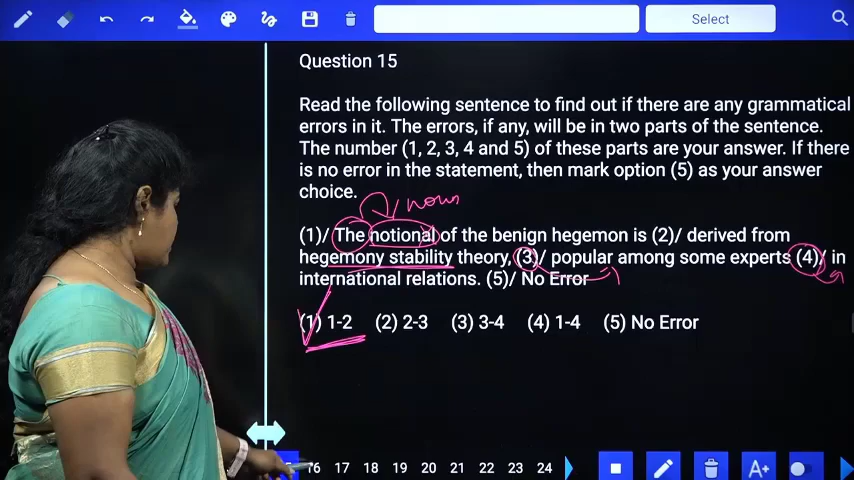 Select
Question 15
Read the following sentence to find out if there are any grammatical
errors in it. The errors, if any, will be in two parts of the sentence.
The number (1, 2, 3, 4 and 5) of these parts are your answer. If there
is no error in the statement, then mark option (5) as your answer
choice.
noun
(1)/ The notional of the benign hegemon is (2)/ derived from
hegemony stability theory, (3)/ popular among some experts (4)/ in
international relations. (5)/ No Error
(1) 1-2 (2) 2-3 (3) 3-4 (4) 1-4 (5) No Error
16 17 18 19 20 21 22 23 24
A+